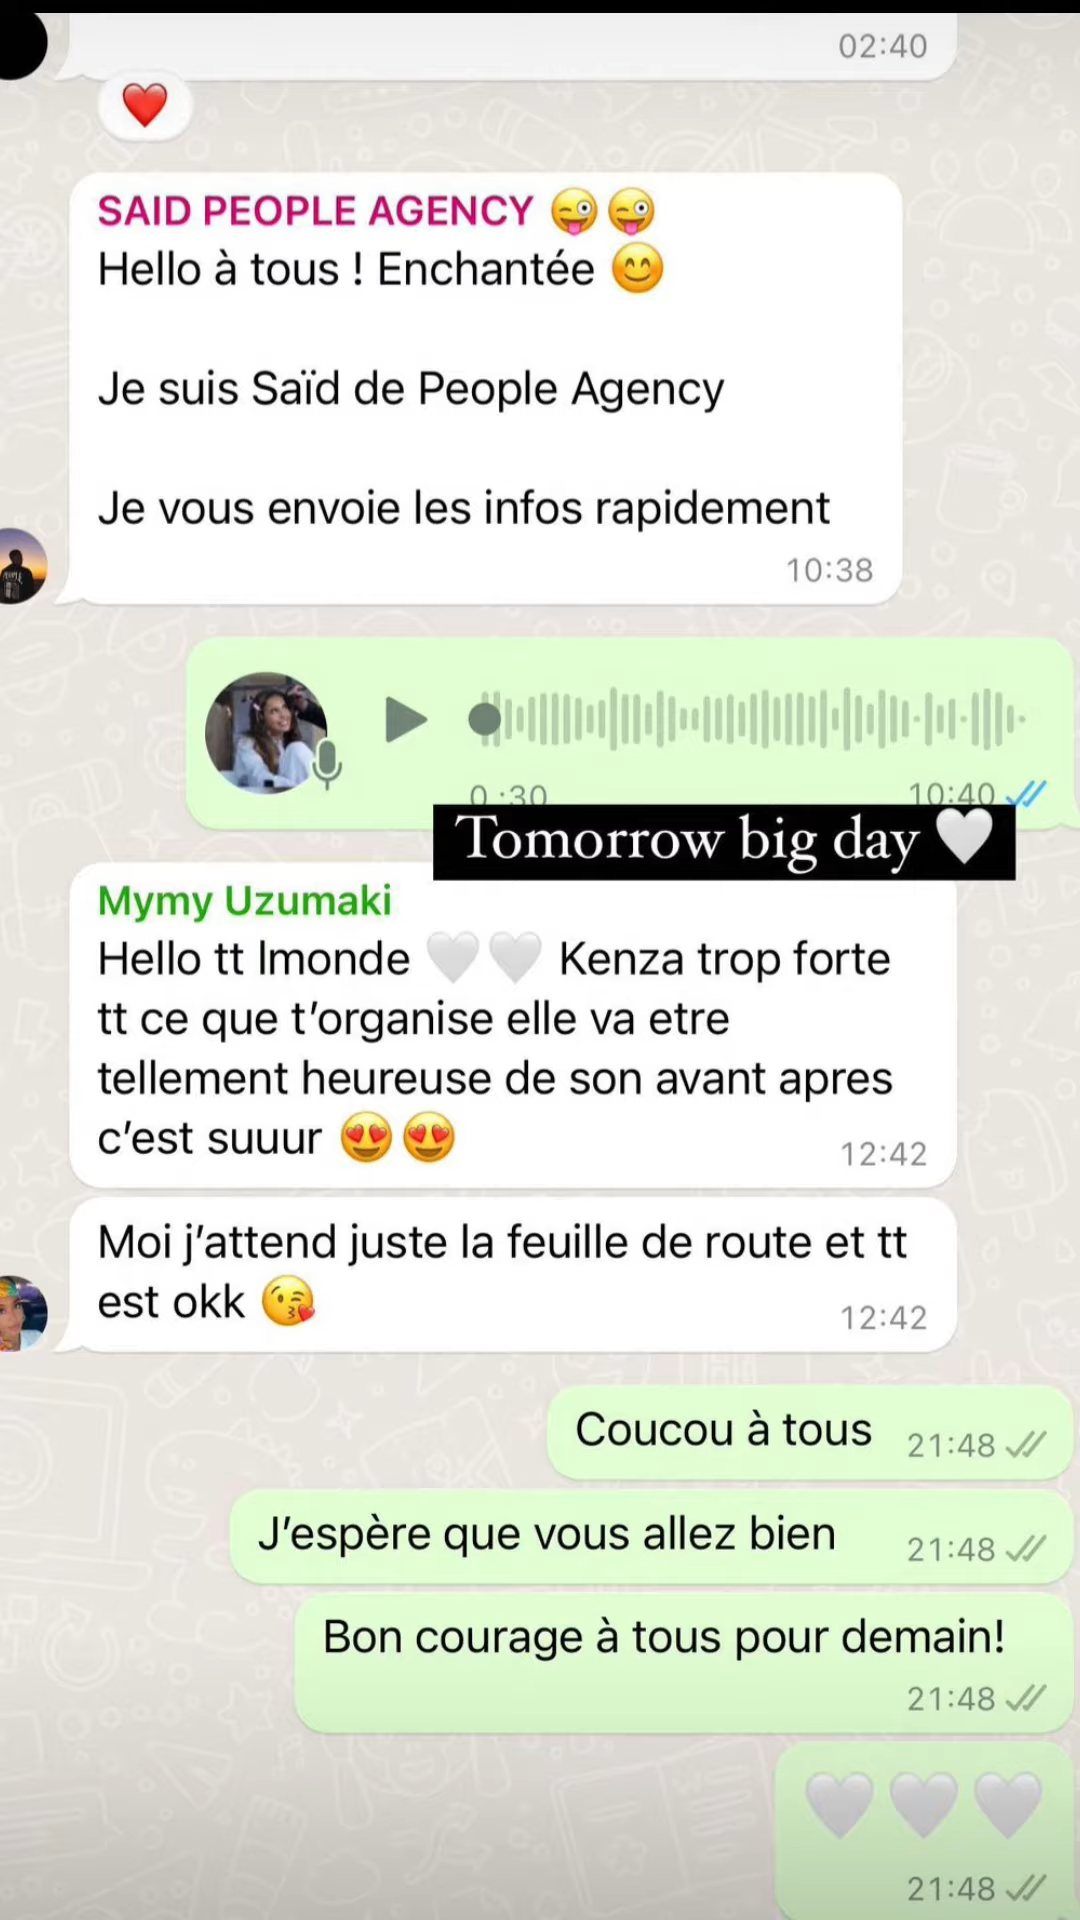 02:40
❤️
SAID PEOPLE AGENCY 😜😜
Hello à tous ! Enchantée 😊
Je suis Saïd de People Agency
Je vous envoie les infos rapidement
10:38
0:30
10:40
Tomorrow big day 🤍
Mymy Uzumaki
Hello tt lmonde 🤍🤍 Kenza trop forte
tt ce que t’organise elle va etre
tellement heureuse de son avant apres
c’est suuur 😍😍
12:42
Moi j’attend juste la feuille de route et tt
est okk 😘
12:42
Coucou à tous
21:48
J’espère que vous allez bien
21:48
Bon courage à tous pour demain!
21:48
🤍🤍🤍
21:48